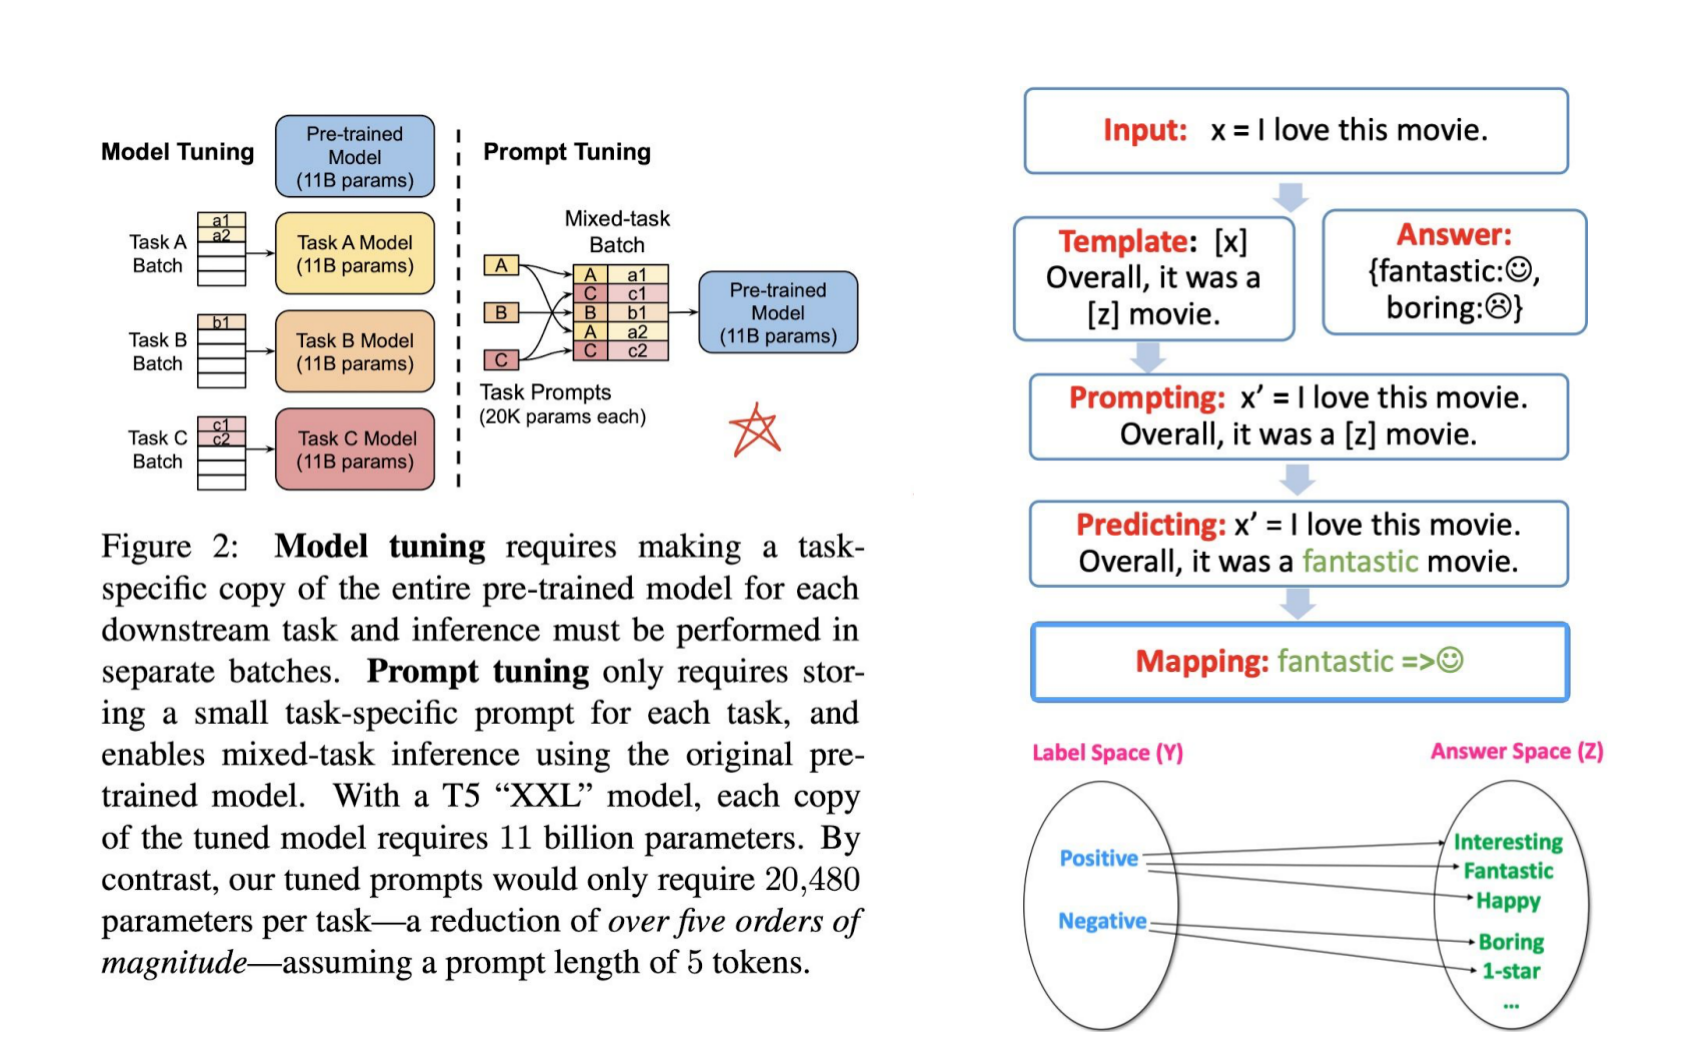 Model Tuning
Pre-trained
Model
(11B params)
Task A
Batch
a1
a2
Task A Model
(11B params)
Task B
Batch
b1
Task B Model
(11B params)
Task C
Batch
c1
c2
Task C Model
(11B params)
Prompt Tuning
Mixed-task
Batch
A
B
C
A a1
C c1
B b1
A a2
C c2
Pre-trained
Model
(11B params)
Task Prompts
(20K params each)
Figure 2: Model tuning requires making a task-
specific copy of the entire pre-trained model for each
downstream task and inference must be performed in
separate batches. Prompt tuning only requires stor-
ing a small task-specific prompt for each task, and
enables mixed-task inference using the original pre-
trained model. With a T5 “XXL” model, each copy
of the tuned model requires 11 billion parameters. By
contrast, our tuned prompts would only require 20,480
parameters per task—a reduction of over five orders of
magnitude—assuming a prompt length of 5 tokens.
Input: x = I love this movie.
Template: [x]
Overall, it was a
[z] movie.
Answer:
{fantastic:☺,
boring:☹}
Prompting: x’ = I love this movie.
Overall, it was a [z] movie.
Predicting: x’ = I love this movie.
Overall, it was a fantastic movie.
Mapping: fantastic =>☺
Label Space (Y)
Positive
Negative
Answer Space (Z)
Interesting
Fantastic
Happy
Boring
1-star
...